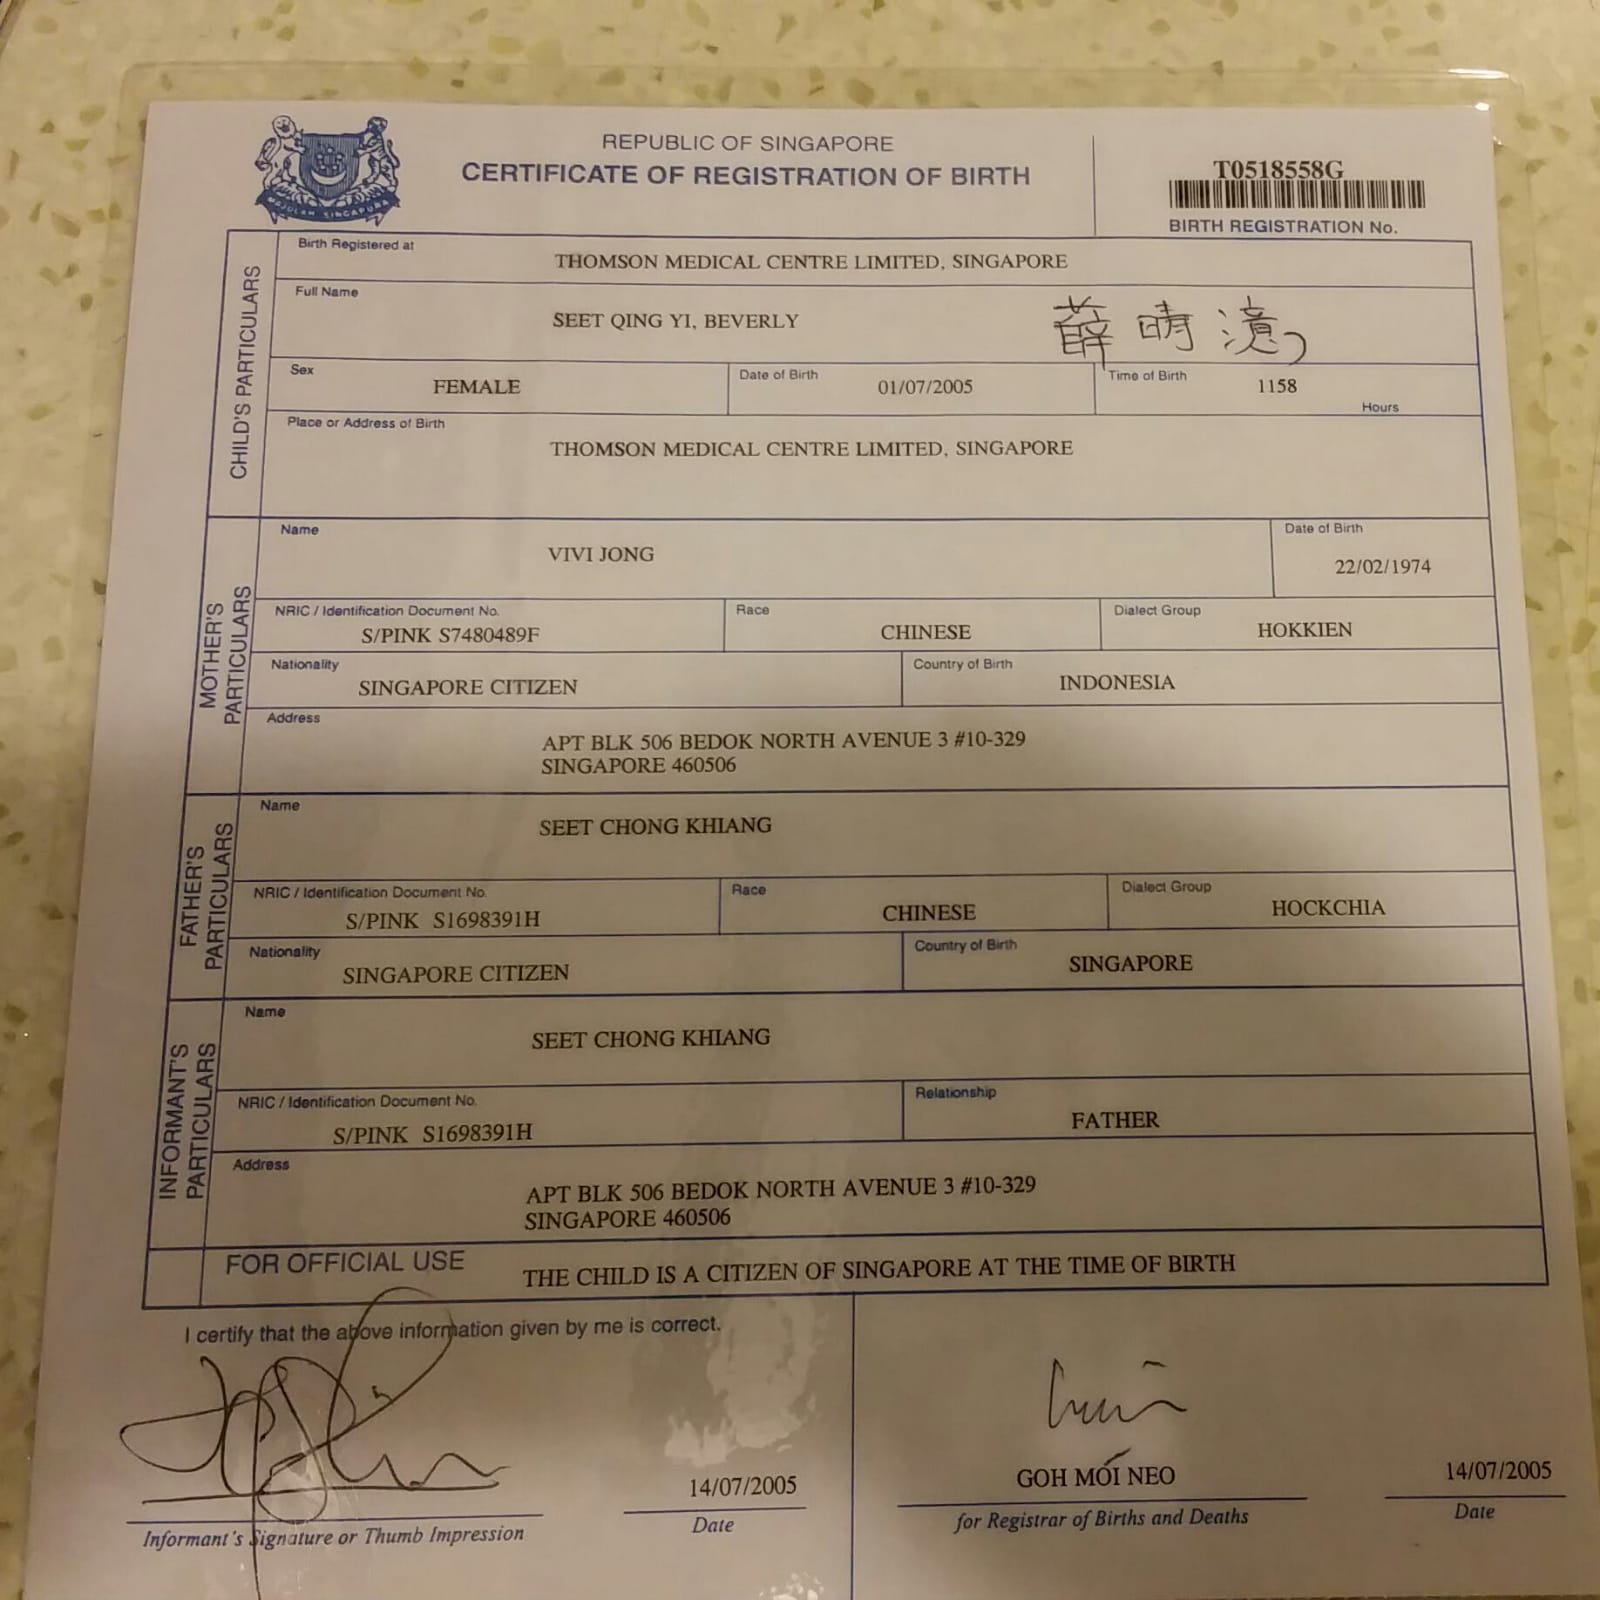 REPUBLIC OF SINGAPORE
CERTIFICATE OF REGISTRATION OF BIRTH
MAJULAH SINGAPURA
T0518558G
BIRTH REGISTRATION No.
CHILD'S PARTICULARS
Birth Registered at
THOMSON MEDICAL CENTRE LIMITED, SINGAPORE
Full Name
SEET QING YI, BEVERLY
薛晴澺
Sex
FEMALE
Date of Birth
01/07/2005
Time of Birth
1158
Hours
Place or Address of Birth
THOMSON MEDICAL CENTRE LIMITED, SINGAPORE
MOTHER'S PARTICULARS
Name
VIVI JONG
Date of Birth
22/02/1974
NRIC / Identification Document No.
S/PINK S7480489F
Race
CHINESE
Dialect Group
HOKKIEN
Nationality
SINGAPORE CITIZEN
Country of Birth
INDONESIA
Address
APT BLK 506 BEDOK NORTH AVENUE 3 #10-329
SINGAPORE 460506
FATHER'S PARTICULARS
Name
SEET CHONG KHIANG
NRIC / Identification Document No.
S/PINK S1698391H
Race
CHINESE
Dialect Group
HOCKCHIA
Nationality
SINGAPORE CITIZEN
Country of Birth
SINGAPORE
INFORMANT'S PARTICULARS
Name
SEET CHONG KHIANG
NRIC / Identification Document No.
S/PINK S1698391H
Relationship
FATHER
Address
APT BLK 506 BEDOK NORTH AVENUE 3 #10-329
SINGAPORE 460506
FOR OFFICIAL USE
THE CHILD IS A CITIZEN OF SINGAPORE AT THE TIME OF BIRTH
I certify that the above information given by me is correct.
14/07/2005
GOH MOI NEO
14/07/2005
Informant's Signature or Thumb Impression
Date
for Registrar of Births and Deaths
Date